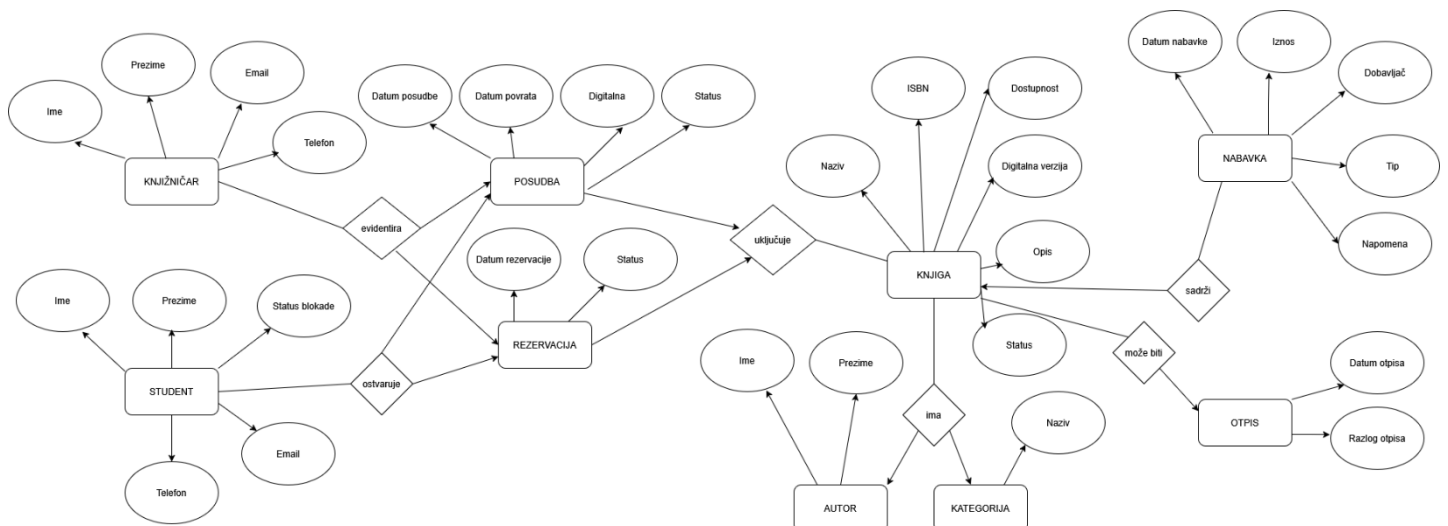 Datum nabavke
Iznos
Prezime
Email
Dobavljač
Ime
Datum posudbe
Datum povrata
Digitalna
Status
ISBN
Dostupnost
Telefon
NABAVKA
KNJIŽNIČAR
POSUDBA
Naziv
Digitalna verzija
Tip
evidentira
uključuje
Napomena
Datum rezervacije
Status
Opis
KNJIGA
Ime
Prezime
Status blokade
sadrži
REZERVACIJA
Status
može biti
Ime
Prezime
Datum otpisa
STUDENT
ostvaruje
ima
Naziv
OTPIS
Razlog otpisa
Email
Telefon
AUTOR
KATEGORIJA